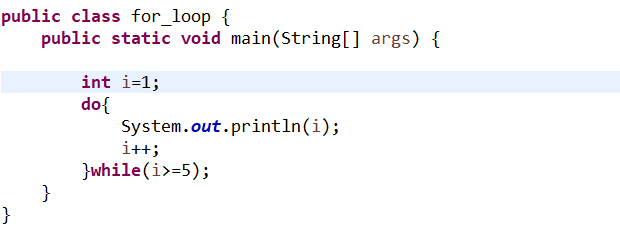 public class for_loop {
    public static void main(String[] args) {
        int i=1;
        do{
            System.out.println(i);
            i++;
        }while(i>=5);
    }
}